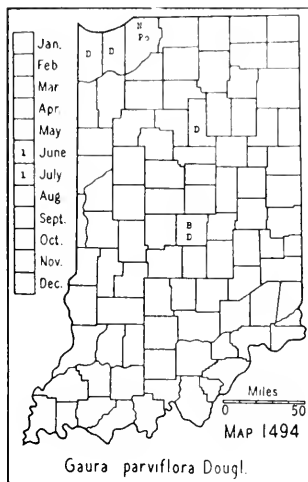 Jan.
Feb
Mar
Apr.
May
1 June
1 July
Aug
Sept.
Oct.
Nov.
Dec.
N
Po
D D
D
B
D
Miles
0 50
MAP 1494
Gaura parviflora Dougl.